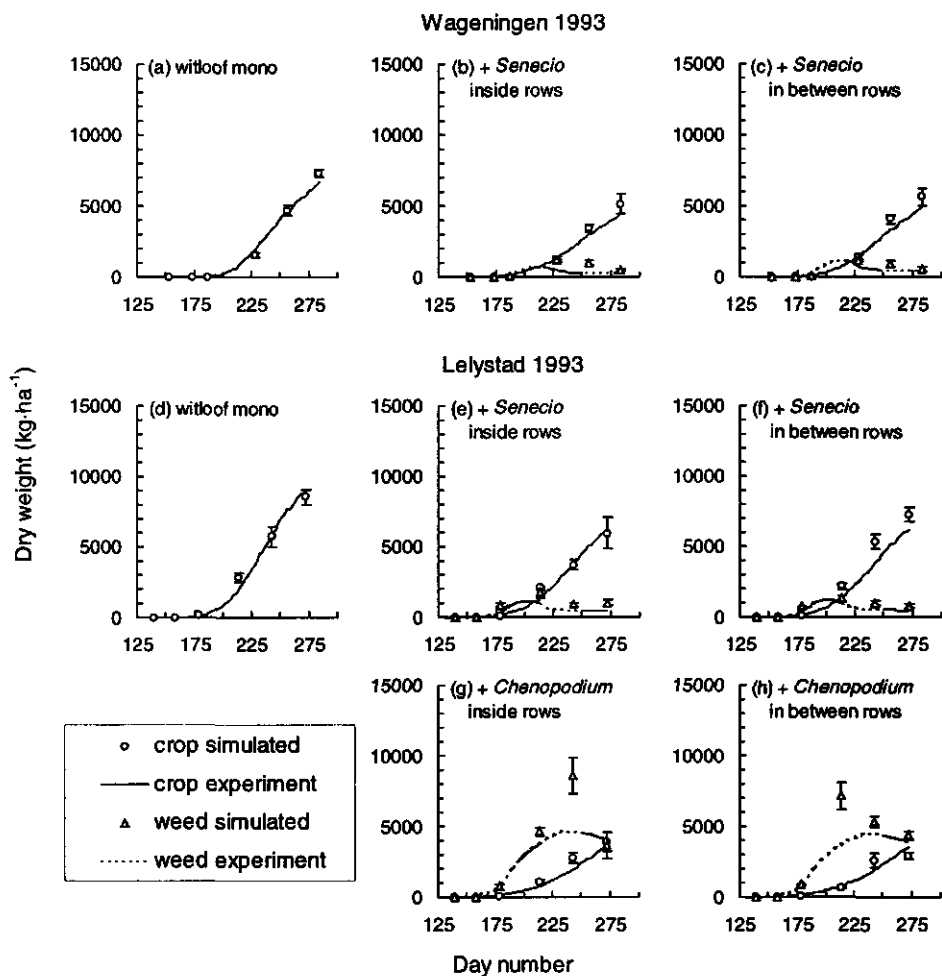 Wageningen 1993
(a) witloof mono
(b) + Senecio
inside rows
(c) + Senecio
in between rows
15000
10000
5000
0
125 175 225 275
15000
10000
5000
0
125 175 225 275
15000
10000
5000
0
125 175 225 275
Lelystad 1993
Dry weight (kg·ha⁻¹)
(d) witloof mono
(e) + Senecio
inside rows
(f) + Senecio
in between rows
15000
10000
5000
0
125 175 225 275
15000
10000
5000
0
125 175 225 275
15000
10000
5000
0
125 175 225 275
(g) + Chenopodium
inside rows
(h) + Chenopodium
in between rows
15000
10000
5000
0
125 175 225 275
15000
10000
5000
0
125 175 225 275
crop simulated
crop experiment
weed simulated
weed experiment
Day number